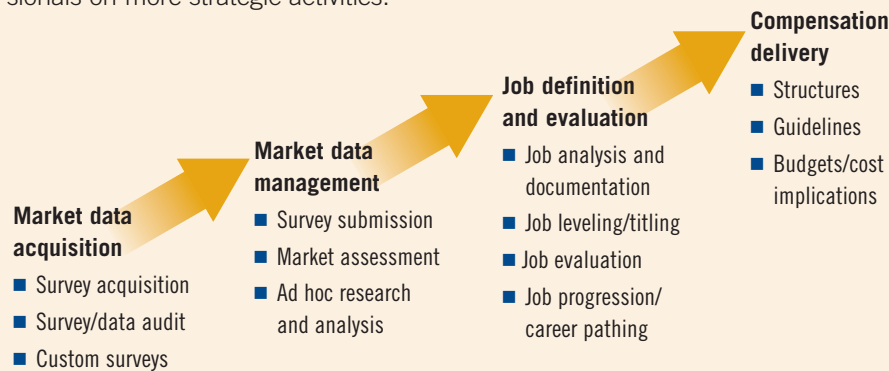 sionals on more strategic activities.
Market data
acquisition
■ Survey acquisition
■ Survey/data audit
■ Custom surveys
Market data
management
■ Survey submission
■ Market assessment
■ Ad hoc research
and analysis
Job definition
and evaluation
■ Job analysis and
documentation
■ Job leveling/titling
■ Job evaluation
■ Job progression/
career pathing
Compensation
delivery
■ Structures
■ Guidelines
■ Budgets/cost
implications